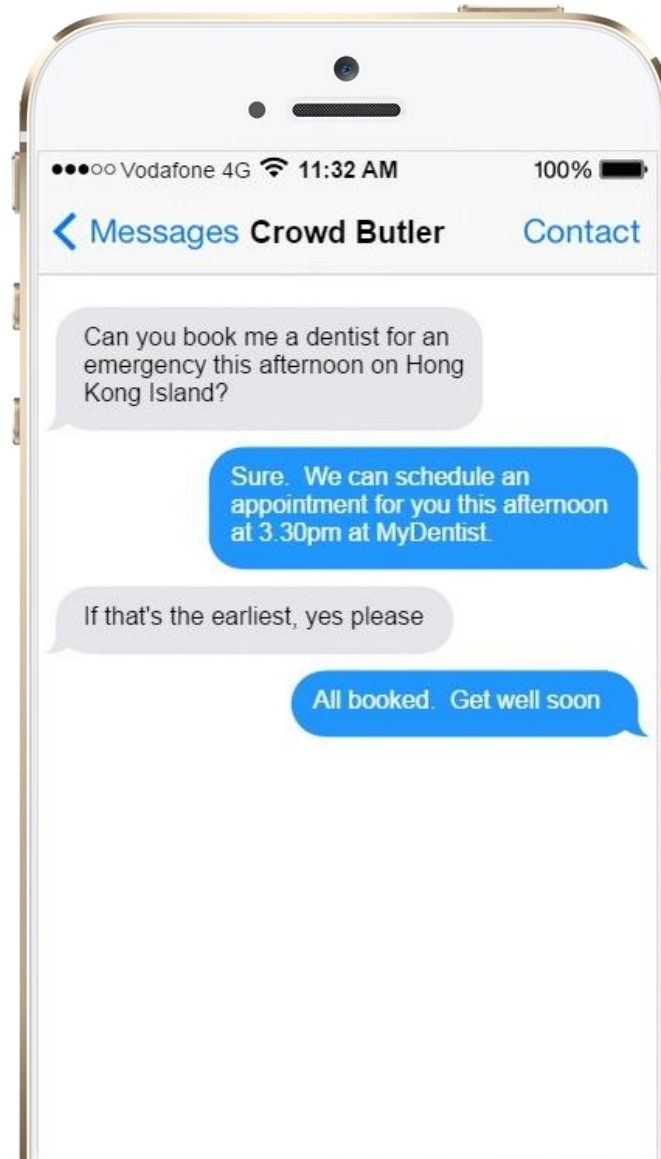 Vodafone 4G 11:32 AM 100%
Messages Crowd Butler Contact
Can you book me a dentist for an
emergency this afternoon on Hong
Kong Island?
Sure.  We can schedule an
appointment for you this afternoon
at 3.30pm at MyDentist.
If that's the earliest, yes please
All booked.  Get well soon